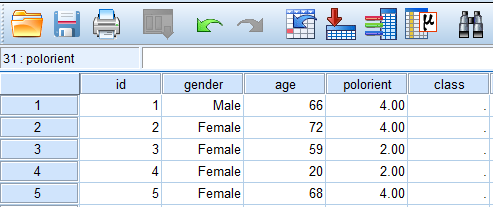 31 : polorient
id gender age polorient class
1 1 Male 66 4.00 .
2 2 Female 72 4.00 .
3 3 Female 59 2.00 .
4 4 Female 20 2.00 .
5 5 Female 68 4.00 .
μ